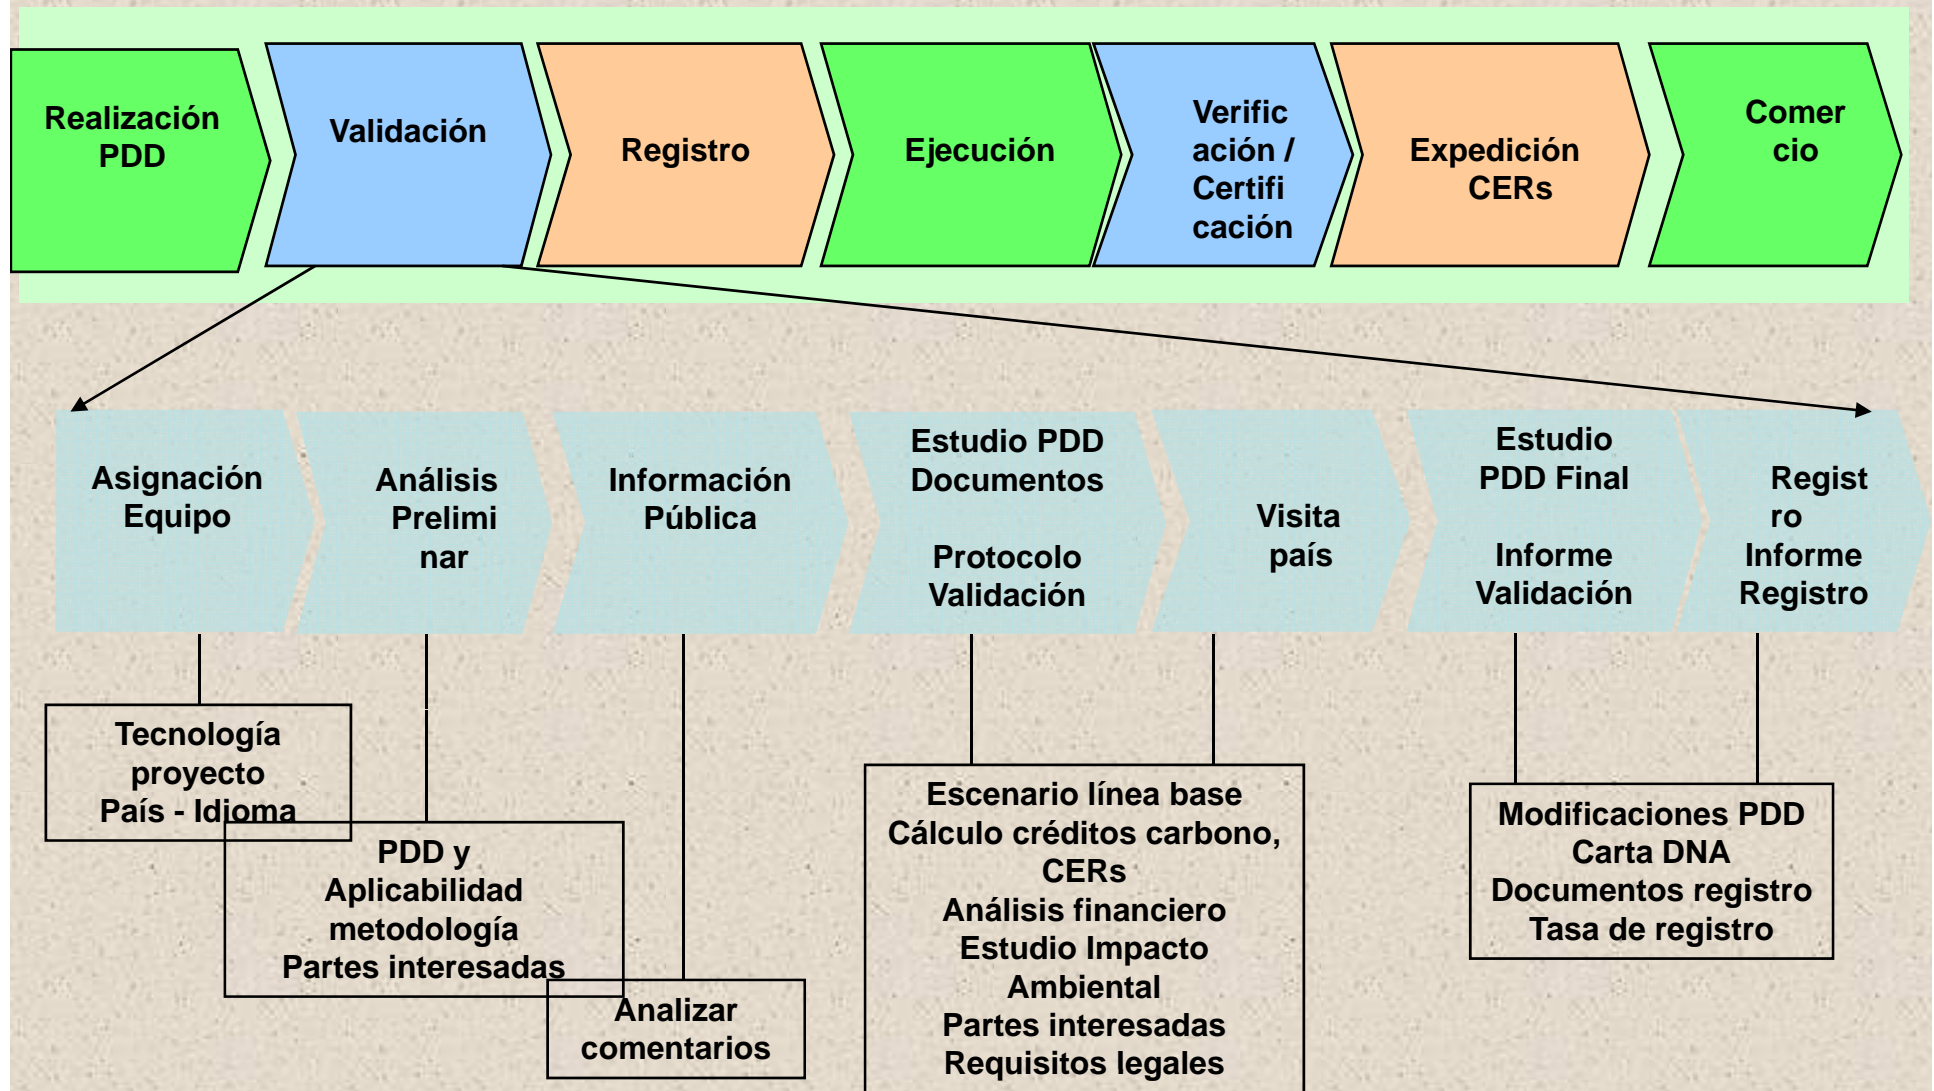 Realización
PDD
Validación
Registro
Ejecución
Verific
ación /
Certifi
cación
Expedición
CERs
Comer
cio
Asignación
Equipo
Análisis
Prelimi
nar
Información
Pública
Estudio PDD
Documentos
Protocolo
Validación
Visita
país
Estudio
PDD Final
Informe
Validación
Regist
ro
Informe
Registro
Tecnología
proyecto
País - Idioma
PDD y
Aplicabilidad
metodología
Partes interesadas
Analizar
comentarios
Escenario línea base
Cálculo créditos carbono,
CERs
Análisis financiero
Estudio Impacto
Ambiental
Partes interesadas
Requisitos legales
Modificaciones PDD
Carta DNA
Documentos registro
Tasa de registro